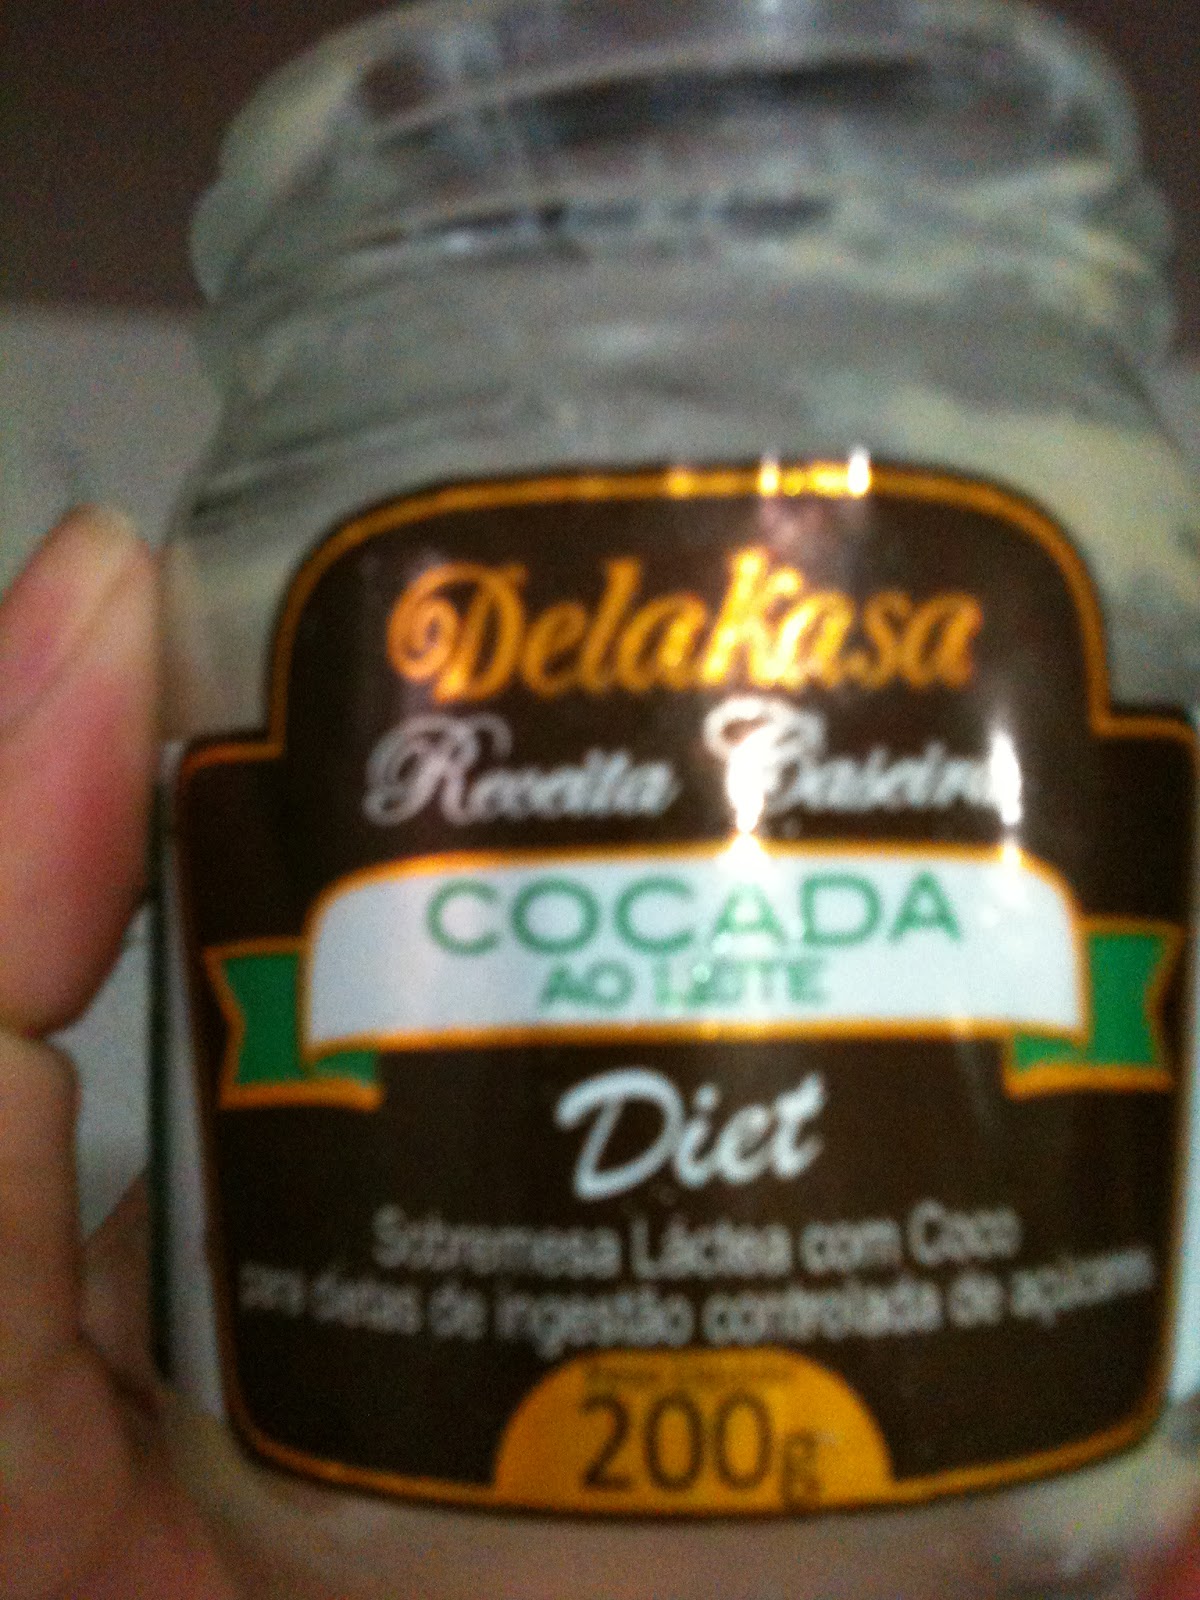 Delakasa
Receita Caseira
COCADA
AO LEITE
Diet
Sobremesa Láctea com Coco
para dietas de ingestão controlada de açúcares
200g